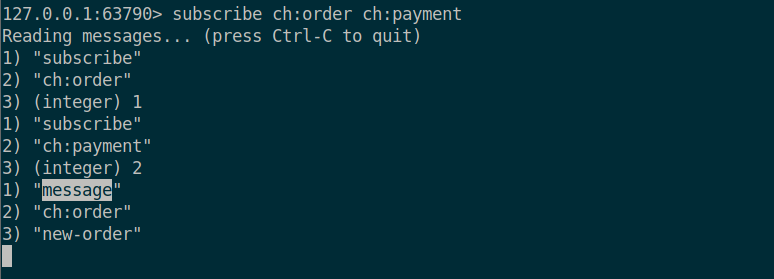 127.0.0.1:63790> subscribe ch:order ch:payment
Reading messages... (press Ctrl-C to quit)
1) "subscribe"
2) "ch:order"
3) (integer) 1
1) "subscribe"
2) "ch:payment"
3) (integer) 2
1) "message"
2) "ch:order"
3) "new-order"